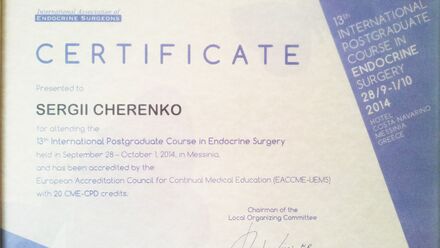 International Association of
ENDOCRINE SURGEONS
CERTIFICATE
Presented to
SERGII CHERENKO
for attending the
13th International Postgraduate Course in Endocrine Surgery
held in September 28 – October 1, 2014, in Messinia,
and has been accredited by the
European Accreditation Council for Continual Medical Education (EACCME-UEMS)
with 20 CME-CPD credits.
Chairman of the
Local Organizing Committee
13th
INTERNATIONAL
POSTGRADUATE
COURSE IN
ENDOCRINE
SURGERY
28/9-1/10
2014
HOTEL
COSTA NAVARINO
MESSINIA
GREECE